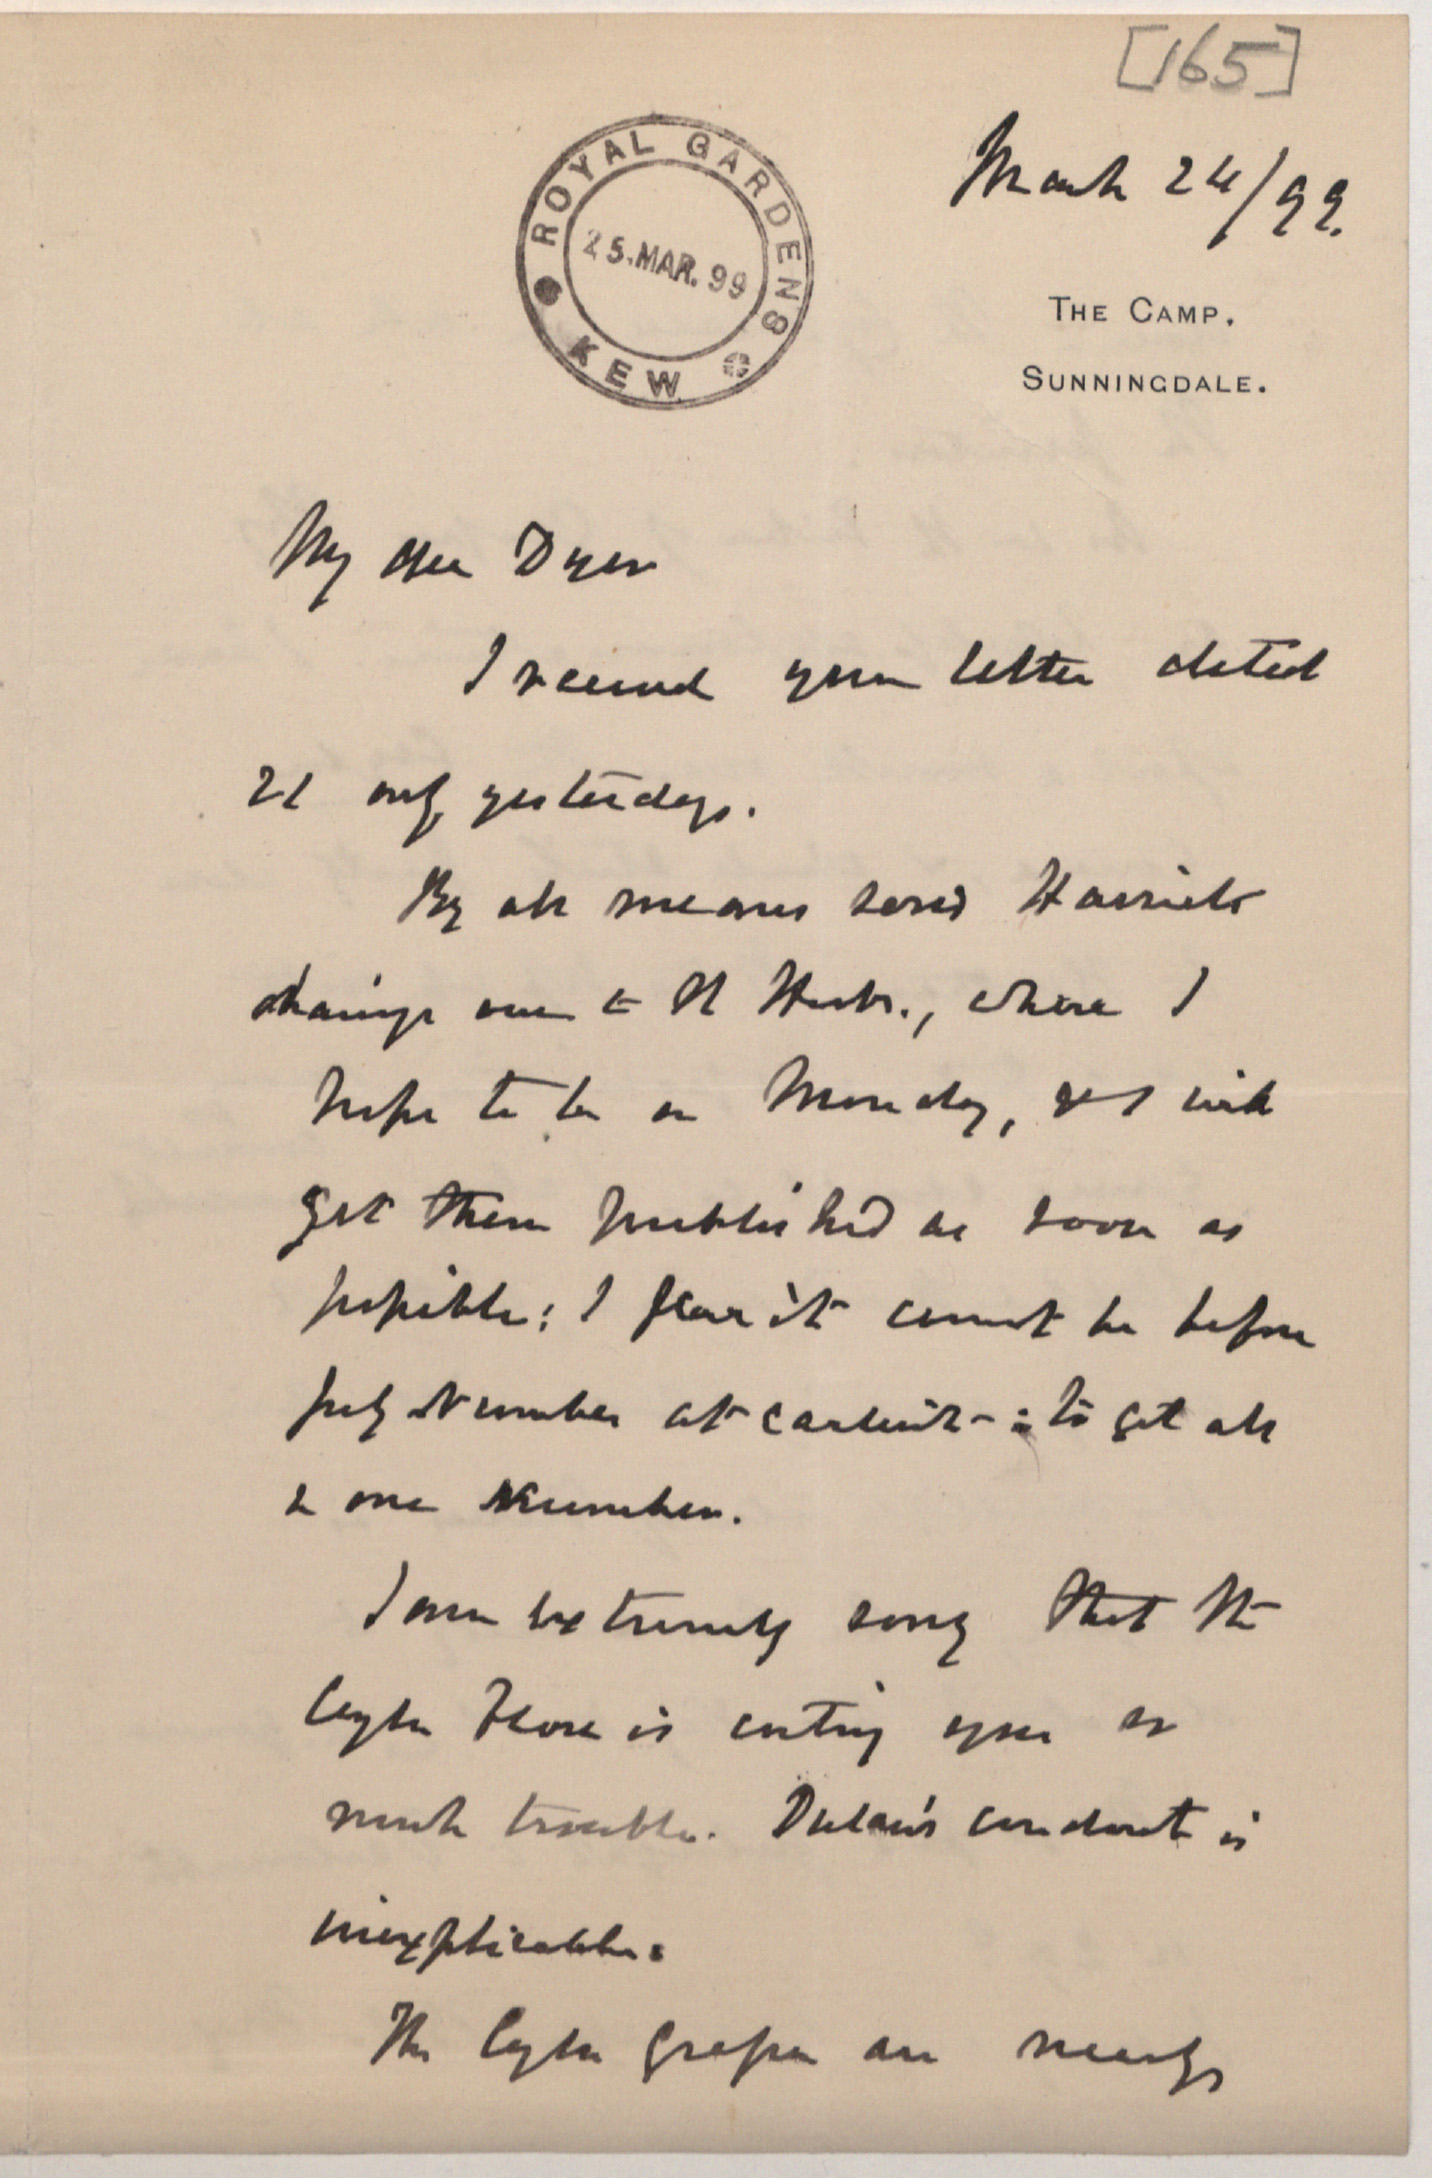 [165]
March 24/99.
ROYAL GARDENS KEW
25.MAR.99
THE CAMP.
SUNNINGDALE.
My dear Dyer
I received your letter dated
21 only yesterday.
By all means send Harriet's
drawings over to the Herb., where I
hope to be on Monday, & I will
get them published as soon as
possible: I fear it cannot be before
July Number at earliest - : to get all
in one Number.
I am extremely sorry that the
Ceylon Flora is costing you so
much trouble. Dulau's conduct is
inexplicable.
The Ceylon Grasses are nearly